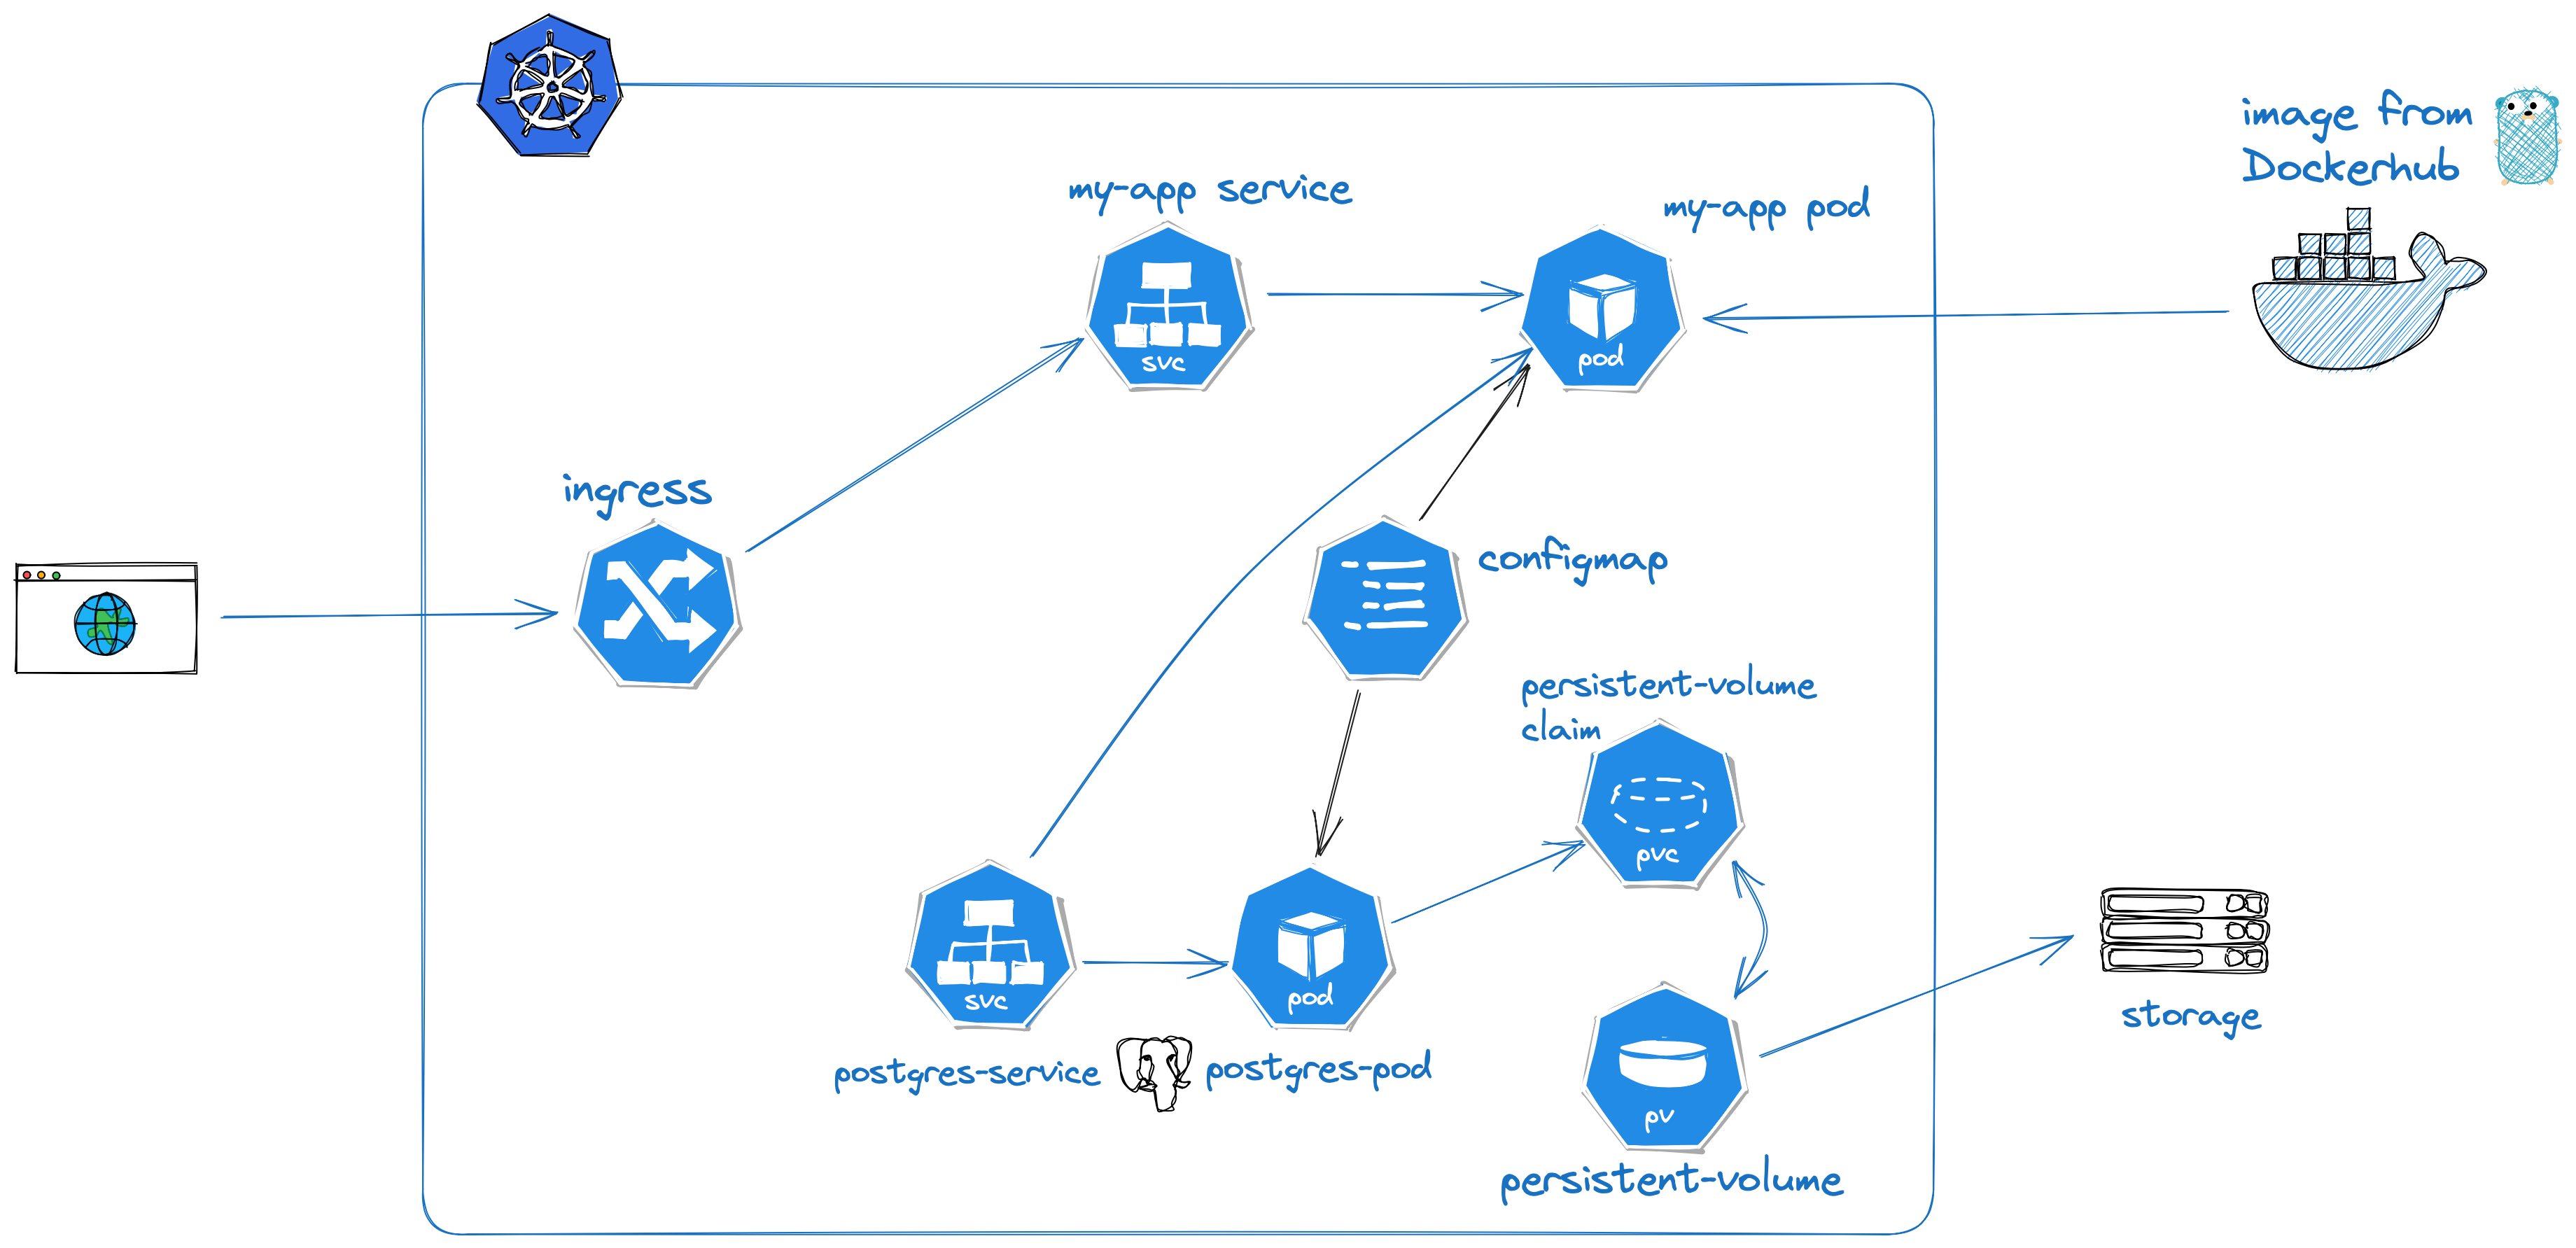 image from
Dockerhub
my-app service
my-app pod
svc
pod
ingress
configmap
persistent-volume
claim
pvc
svc
pod
storage
postgres-service
postgres-pod
pv
persistent-volume